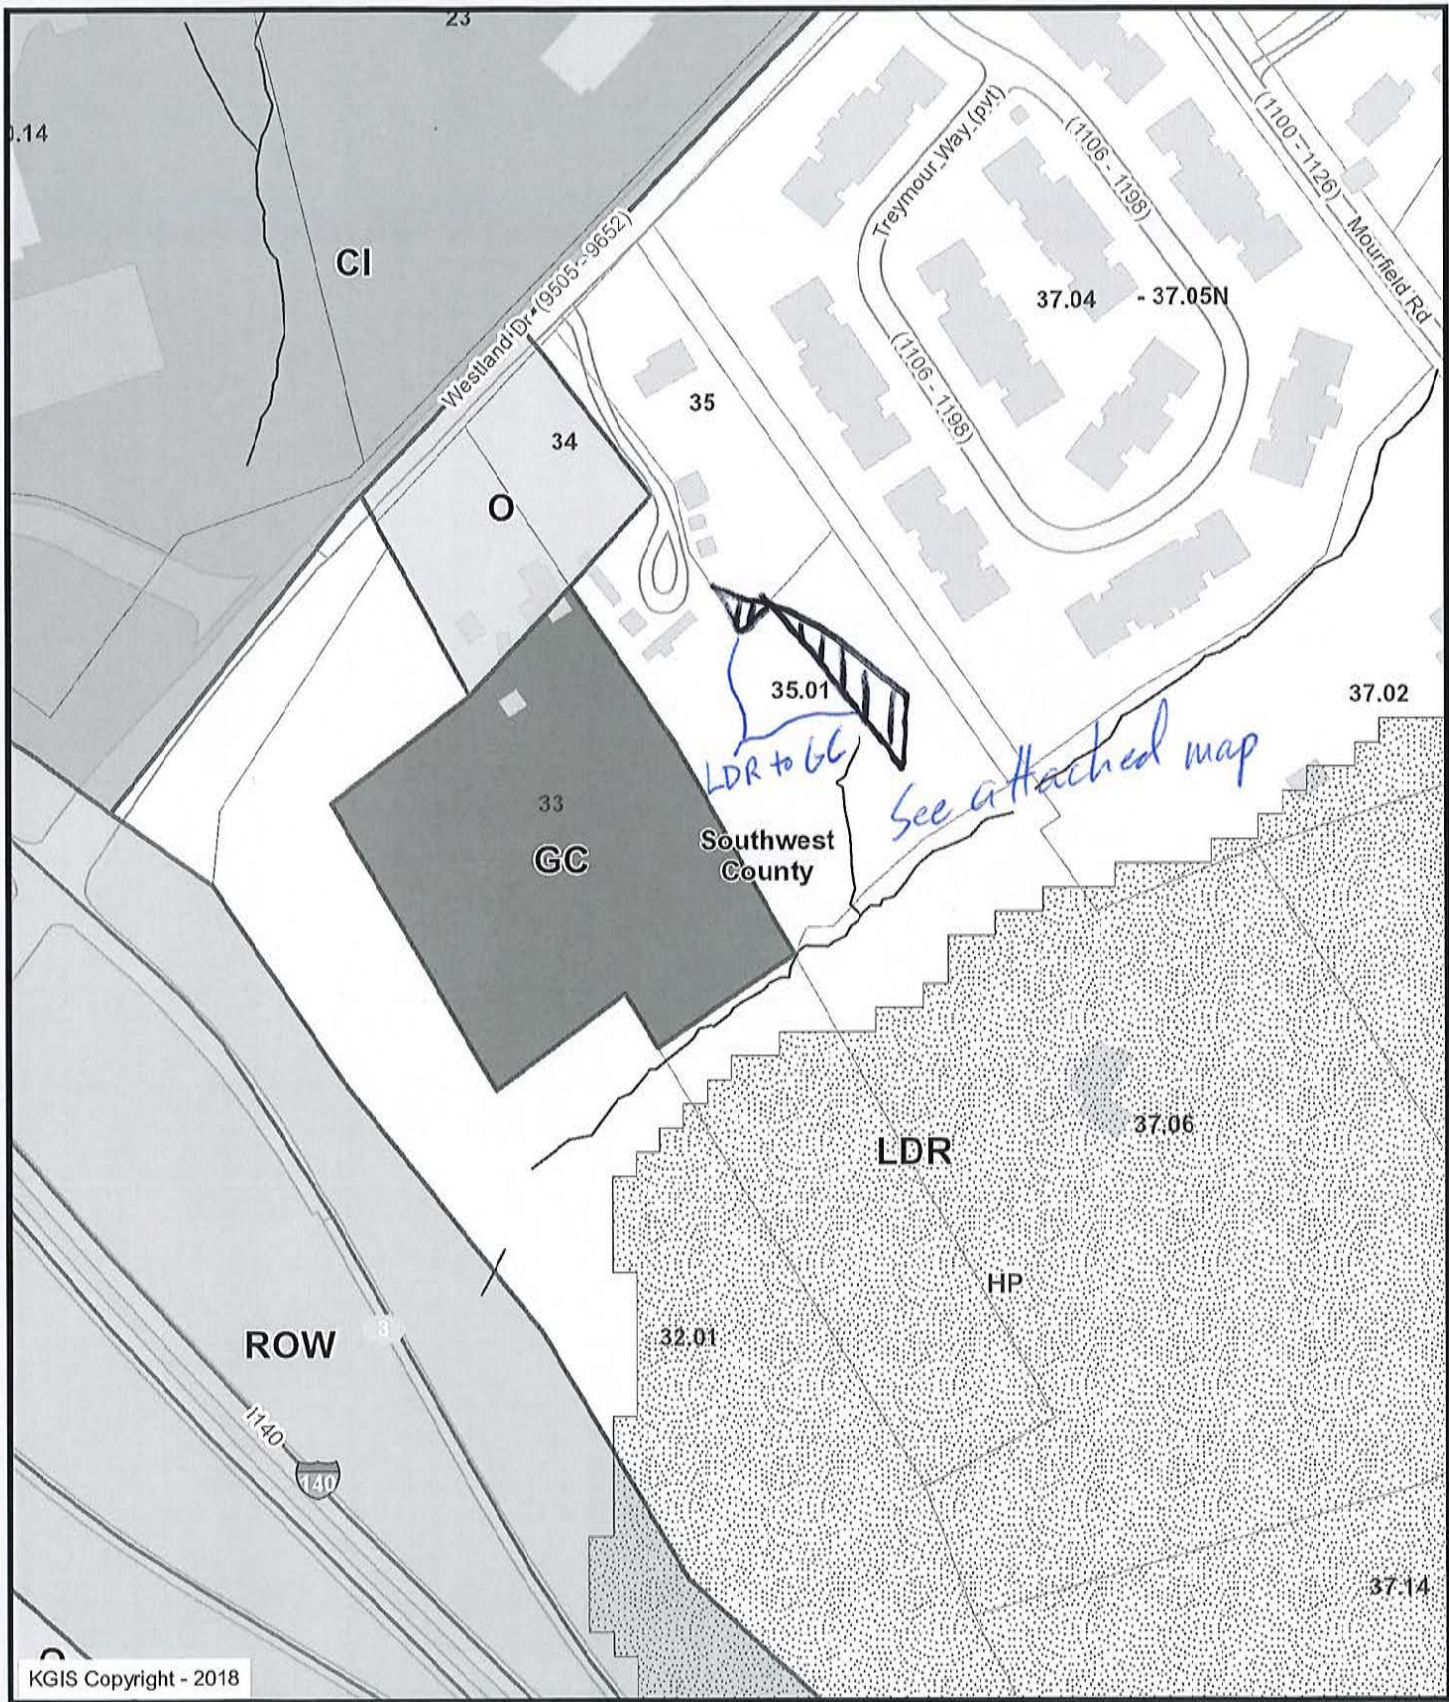 23
CI
Westland Dr (9505 - 9652)
Treymour Way (pvt)
(1106 - 1198)
(1100 - 1126)
Mourfield Rd
37.04
- 37.05N
(1106 - 1198)
35
34
O
35.01
37.02
LDR to GC
See attached map
33
GC
Southwest
County
37.06
LDR
HP
32.01
ROW
3
I140
140
37.14
KGIS Copyright - 2018